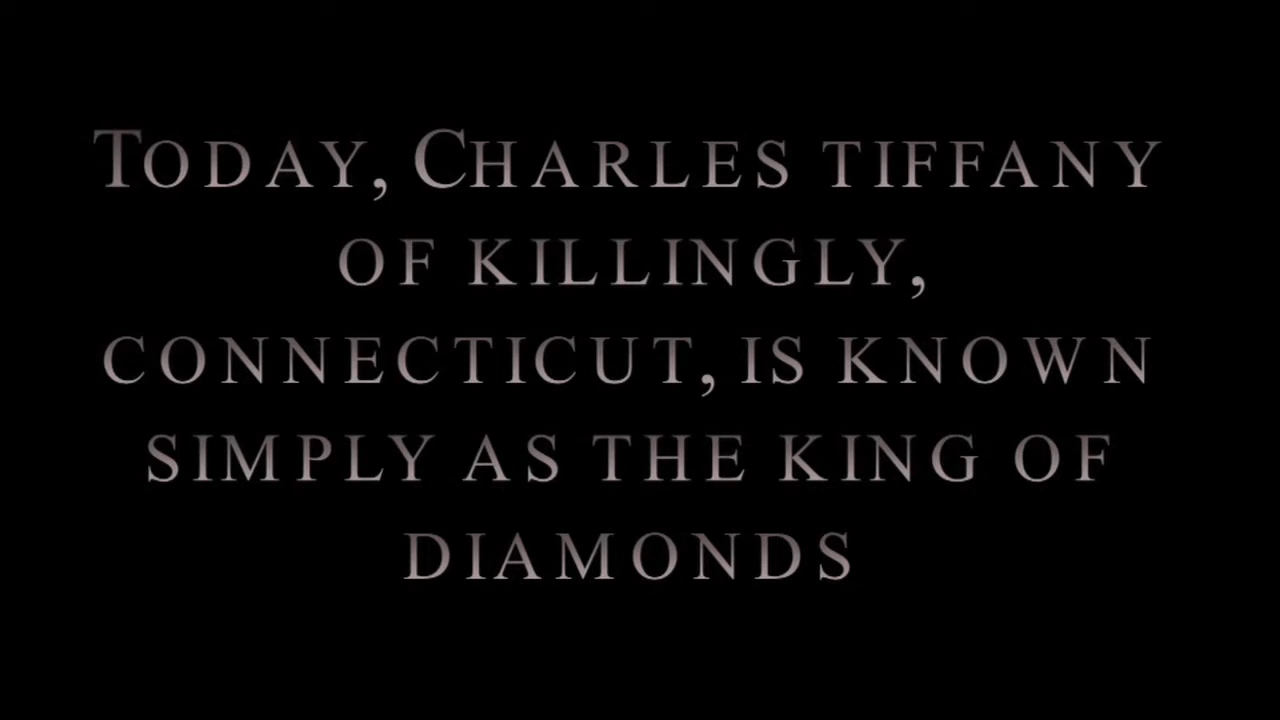 Today, Charles tiffany
of killingly,
connecticut, is known
simply as the king of
diamonds